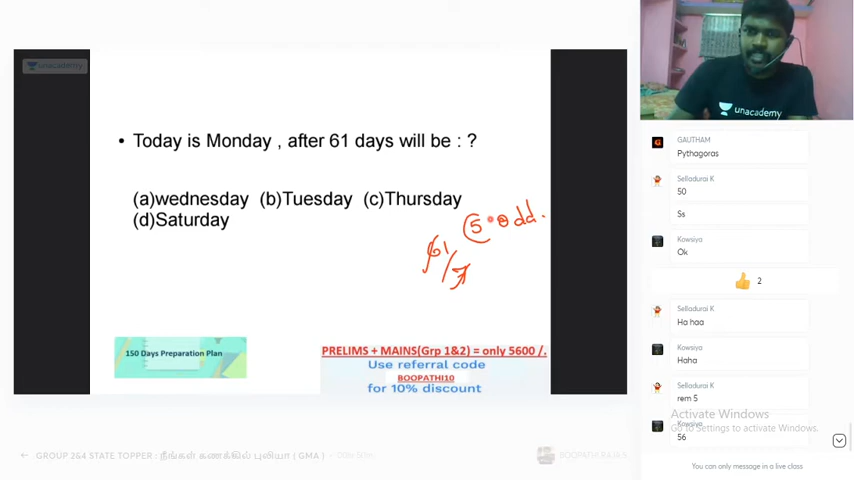 unacademy
• Today is Monday , after 61 days will be : ?
(a)wednesday (b)Tuesday (c)Thursday
(d)Saturday
5 odd.
61/7
150 Days Preparation Plan
PRELIMS + MAINS(Grp 1&2) = only 5600 /.
Use referral code
BOOPATHI10
for 10% discount
GROUP 2&4 STATE TOPPER : நீங்கள் கணக்கில் புலியா ( GMA )
unacademy
GAUTHAM
Pythagoras
Selladurai K
50
Ss
Kowsiya
Ok
2
Selladurai K
Ha haa
Kowsiya
Haha
Selladurai K
rem 5
Kowsiya
56
Activate Windows
Go to Settings to activate Windows.
You can only message in a live class